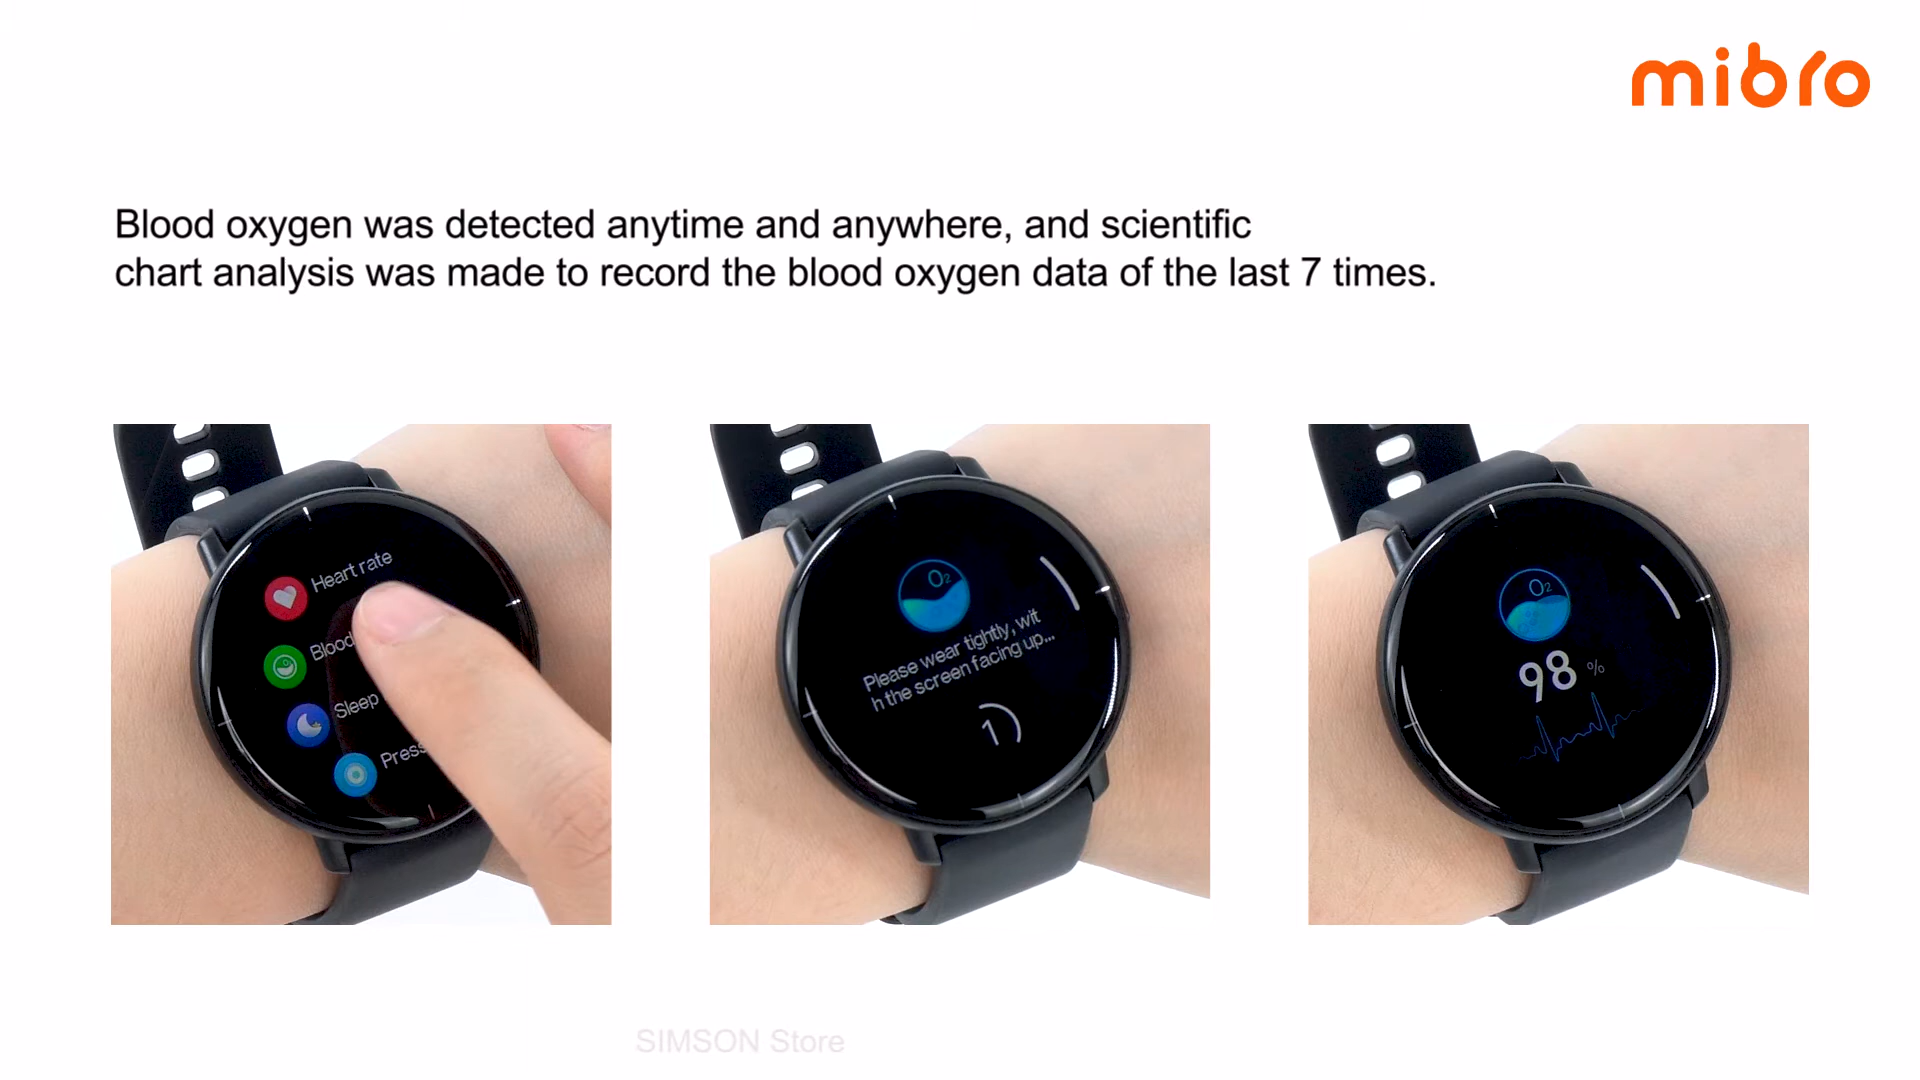 mibro
Blood oxygen was detected anytime and anywhere, and scientific
chart analysis was made to record the blood oxygen data of the last 7 times.
Heart rate
Blood
Sleep
Press
O2
Please wear tightly, wit
h the screen facing up...
1
O2
98 %
SIMSON Store